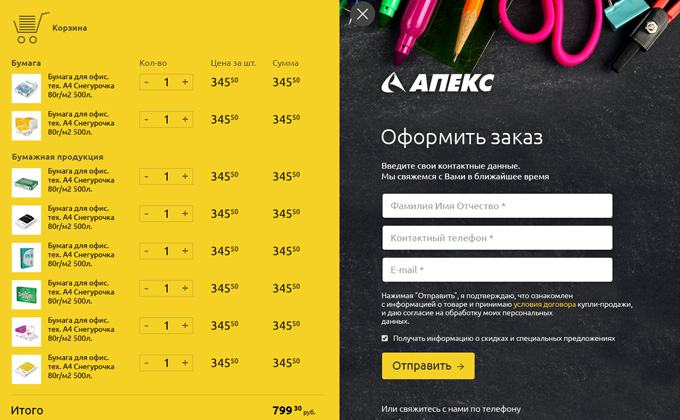 Корзина
Бумага Кол-во Цена за шт. Сумма
Бумага для офис.
тех. А4 Снегурочка
80г/м2 500л.
- 1 + 345 50 345 50
Бумага для офис.
тех. А4 Снегурочка
80г/м2 500л.
- 1 + 345 50 345 50
Бумажная продукция
Бумага для офис.
тех. А4 Снегурочка
80г/м2 500л.
- 1 + 345 50 345 50
Бумага для офис.
тех. А4 Снегурочка
80г/м2 500л.
- 1 + 345 50 345 50
Бумага для офис.
тех. А4 Снегурочка
80г/м2 500л.
- 1 + 345 50 345 50
Бумага для офис.
тех. А4 Снегурочка
80г/м2 500л.
- 1 + 345 50 345 50
Бумага для офис.
тех. А4 Снегурочка
80г/м2 500л.
- 1 + 345 50 345 50
Бумага для офис.
тех. А4 Снегурочка
80г/м2 500л.
- 1 + 345 50 345 50
Итого 799 30 руб.
АПЕКС
Оформить заказ
Введите свои контактные данные.
Мы свяжемся с Вами в ближайшее время
Фамилия Имя Отчество *
Контактный телефон *
E-mail *
Нажимая "Отправить", я подтверждаю, что ознакомлен
с информацией о товаре и принимаю условия договора купли-продажи,
и даю согласие на обработку моих персональных
данных.
Получать информацию о скидках и специальных предложениях
Отправить →
Или свяжитесь с нами по телефону